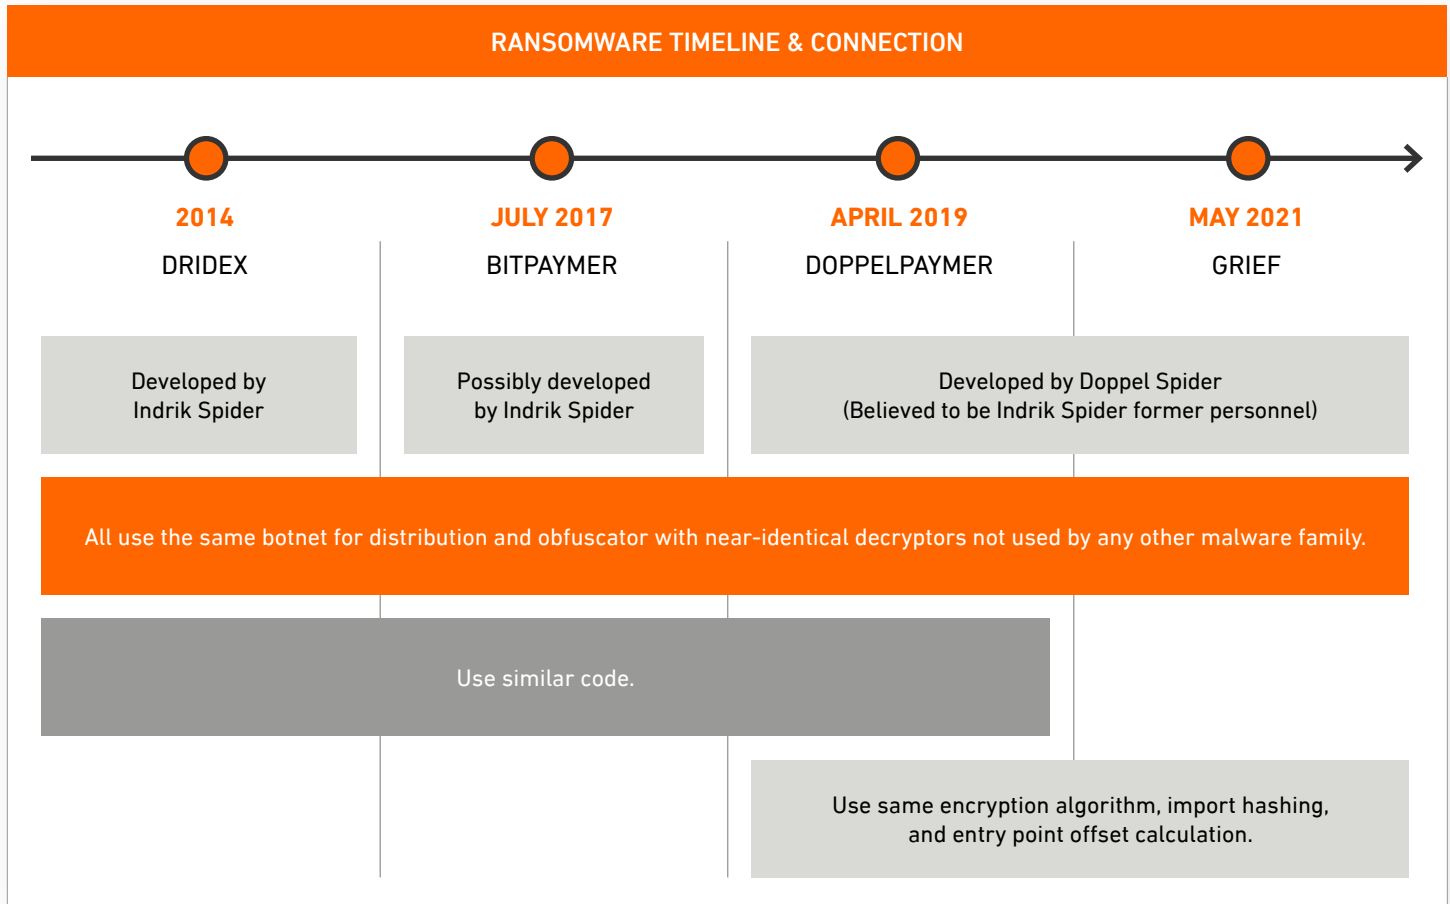 RANSOMWARE TIMELINE & CONNECTION
2014
JULY 2017
APRIL 2019
MAY 2021
DRIDEX
BITPAYMER
DOPPELPAYMER
GRIEF
Developed by
Indrik Spider
Possibly developed
by Indrik Spider
Developed by Doppel Spider
(Believed to be Indrik Spider former personnel)
All use the same botnet for distribution and obfuscator with near-identical decryptors not used by any other malware family.
Use similar code.
Use same encryption algorithm, import hashing,
and entry point offset calculation.